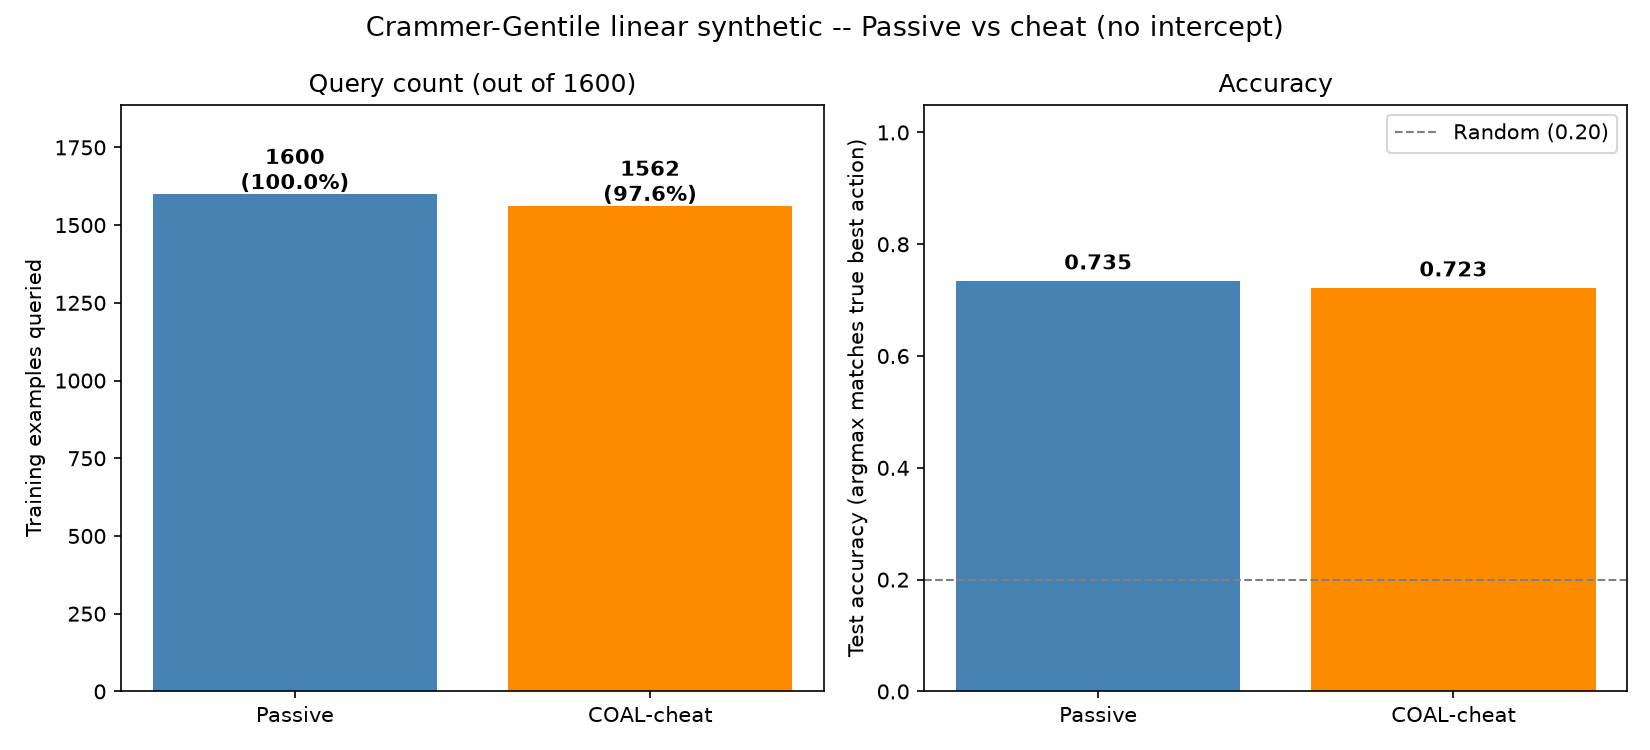 Crammer-Gentile linear synthetic -- Passive vs cheat (no intercept)
Query count (out of 1600)
Training examples queried
1750
1500
1250
1000
750
500
250
0
1600
(100.0%)
1562
(97.6%)
Passive
COAL-cheat
Accuracy
Test accuracy (argmax matches true best action)
1.0
0.8
0.6
0.4
0.2
0.0
Random (0.20)
0.735
0.723
Passive
COAL-cheat